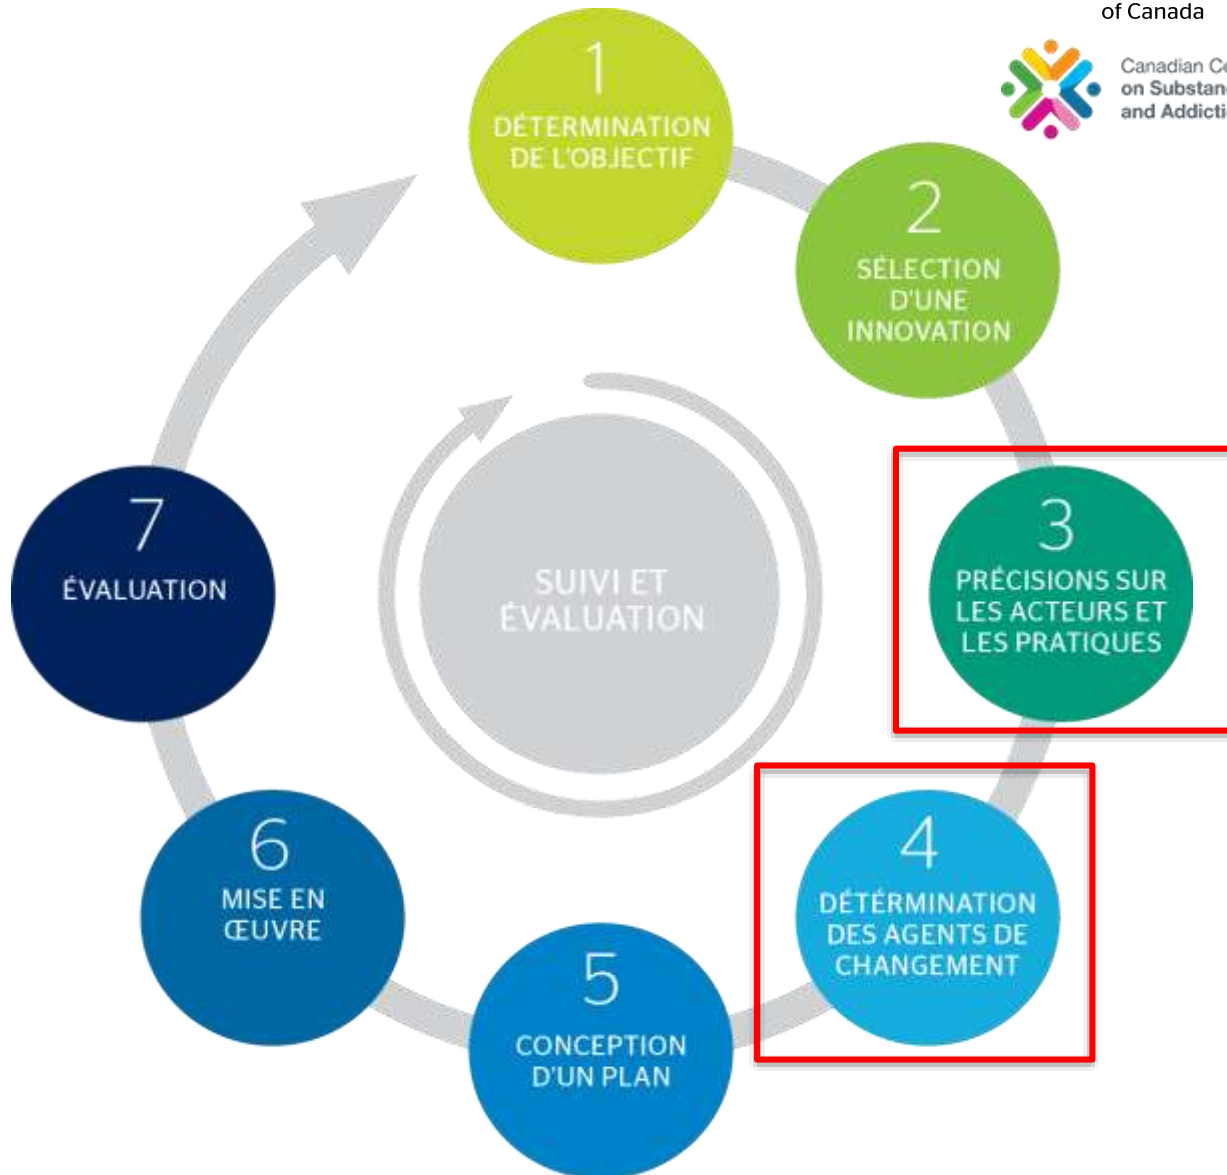 of Canada
Canadian Ce
on Substan
and Addicti
1
DÉTERMINATION
DE L'OBJECTIF
2
SÉLECTION
D'UNE
INNOVATION
3
PRÉCISIONS SUR
LES ACTEURS ET
LES PRATIQUES
4
DÉTÉRMINATION
DES AGENTS DE
CHANGEMENT
5
CONCEPTION
D'UN PLAN
6
MISE EN
ŒUVRE
7
ÉVALUATION
SUIVI ET
ÉVALUATION